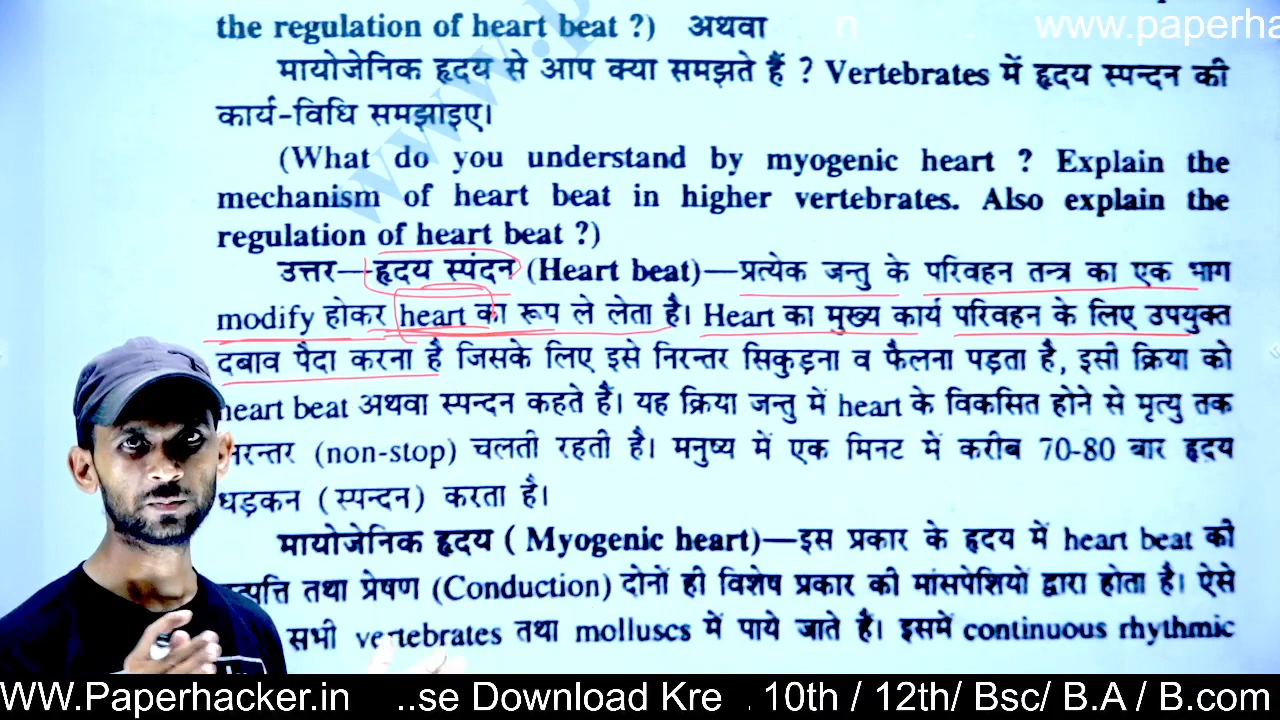 www.paperha
the regulation of heart beat ?) अथवा
मायोजेनिक हृदय से आप क्या समझते हैं ? Vertebrates में हृदय स्पन्दन की
कार्य-विधि समझाइए।
(What do you understand by myogenic heart ? Explain the
mechanism of heart beat in higher vertebrates. Also explain the
regulation of heart beat ?)
उत्तर—हृदय स्पंदन (Heart beat)—प्रत्येक जन्तु के परिवहन तन्त्र का एक भाग
modify होकर heart का रूप ले लेता है। Heart का मुख्य कार्य परिवहन के लिए उपयुक्त
दबाव पैदा करना है जिसके लिए इसे निरन्तर सिकुड़ना व फैलना पड़ता है, इसी क्रिया को
heart beat अथवा स्पन्दन कहते हैं। यह क्रिया जन्तु में heart के विकसित होने से मृत्यु तक
(non-stop) चलती रहती है। मनुष्य में एक मिनट में करीब 70-80 बार हृदय
धड़कन (स्पन्दन) करता है।
मायोजेनिक हृदय ( Myogenic heart)—इस प्रकार के हृदय में heart beat की
तथा प्रेषण (Conduction) दोनों ही विशेष प्रकार की मांसपेशियों द्वारा होता है। ऐसे
सभी vertebrates तथा molluscs में पाये जाते है। इसमें continuous rhythmic
WW.Paperhacker.in ..se Download Kre . 10th / 12th/ Bsc/ B.A / B.com